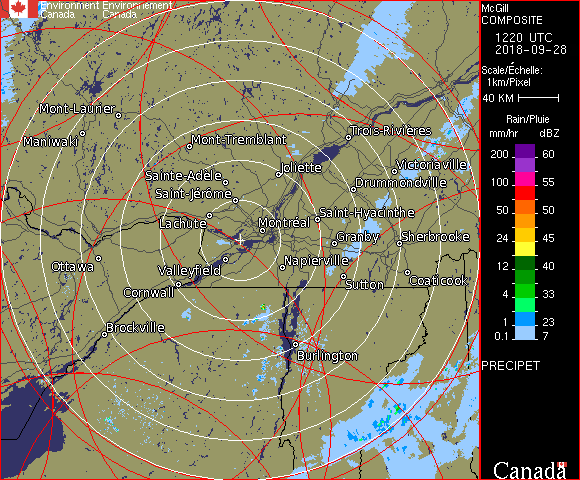 Environment Environnement
Canada Canada
McGill
COMPOSITE
1220 UTC
2018-09-28
Scale/Échelle:
1km/Pixel
40 KM
Rain/Pluie
mm/hr dBZ
200 60
100 55
50 50
24 45
12 40
4 33
1 23
0.1 7
PRECIPET
Canada
Mont-Laurier
Maniwaki
Mont-Tremblant
Trois-Rivières
Joliette
Victoriaville
Sainte-Adèle
Drummondville
Saint-Jérôme
Saint-Hyacinthe
Lachute
Montréal
Granby
Sherbrooke
Ottawa
Valleyfield
Napierville
Cornwall
Sutton
Coaticook
Brockville
Burlington